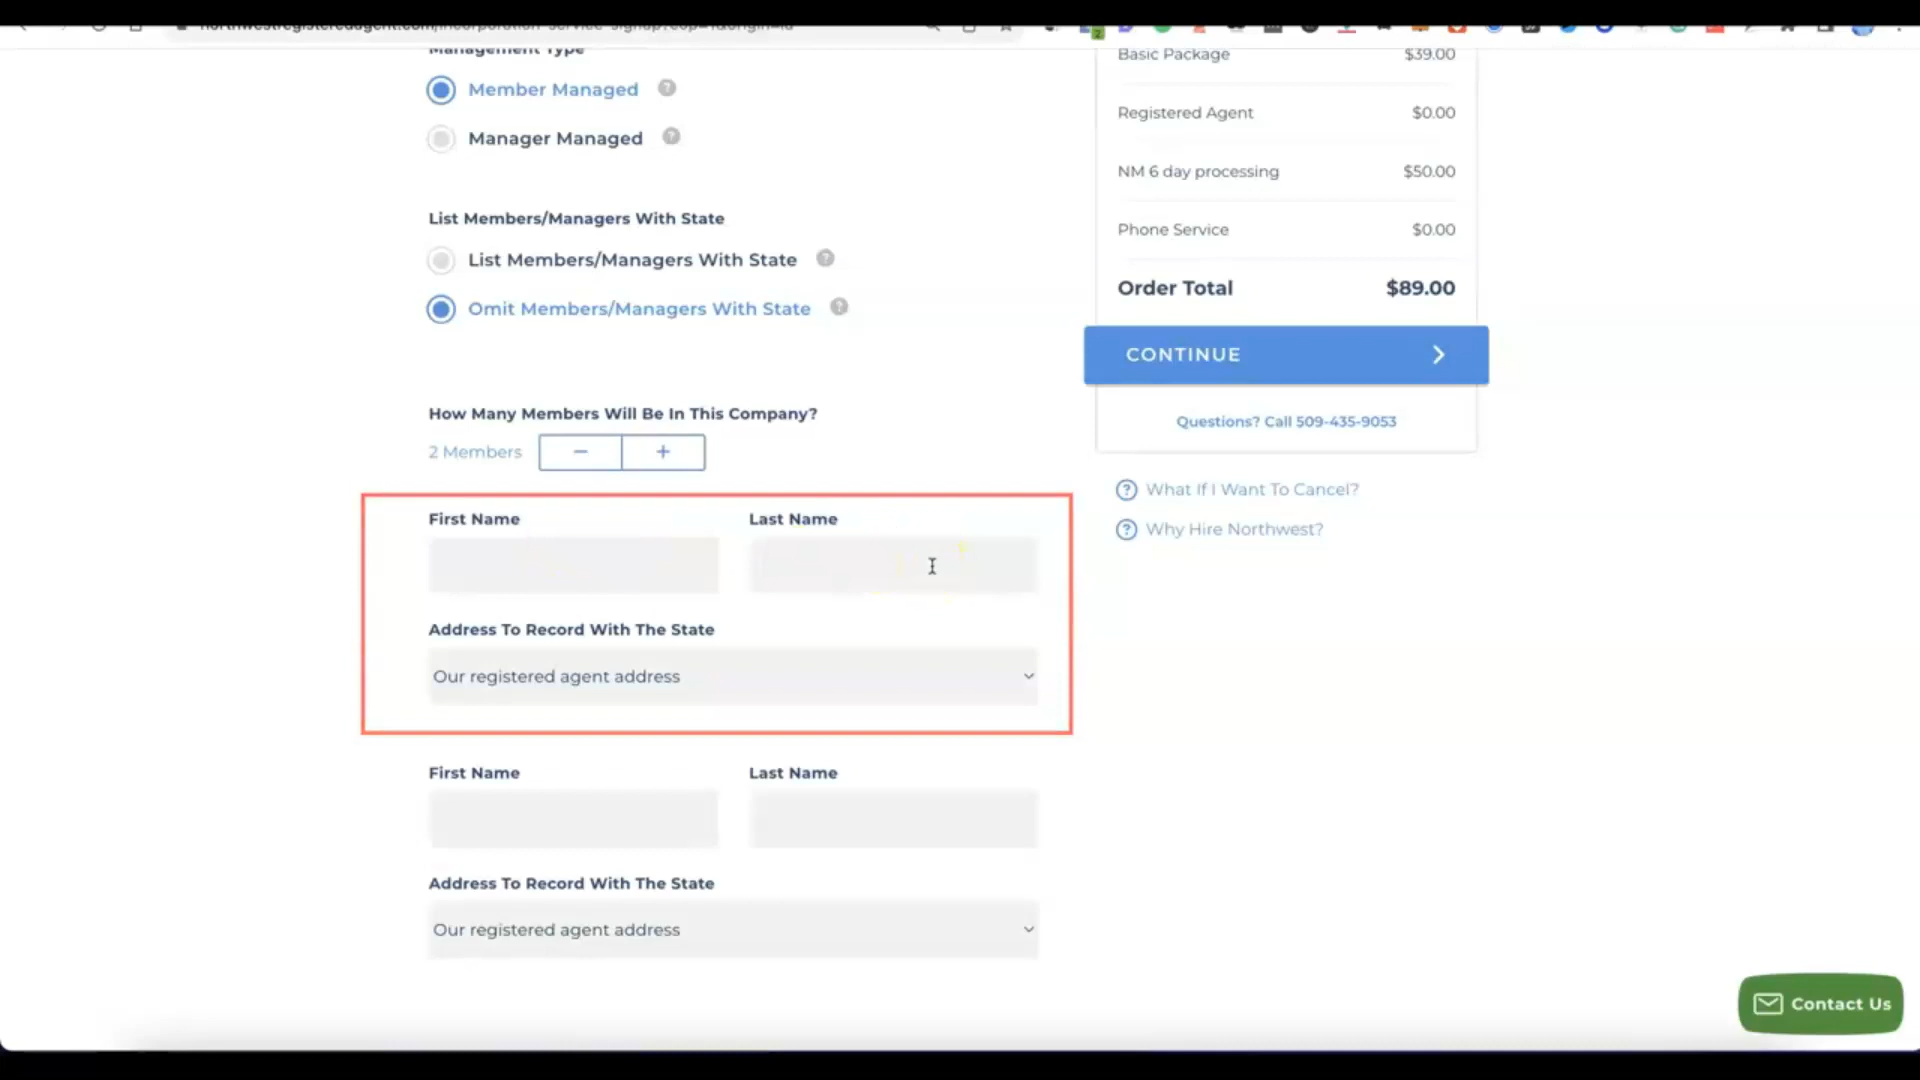 Management Type
Member Managed
Manager Managed
List Members/Managers With State
List Members/Managers With State
Omit Members/Managers With State
How Many Members Will Be In This Company?
2 Members − +
First Name Last Name
Address To Record With The State
Our registered agent address
First Name Last Name
Address To Record With The State
Our registered agent address
Basic Package $39.00
Registered Agent $0.00
NM 6 day processing $50.00
Phone Service $0.00
Order Total $89.00
CONTINUE
Questions? Call 509-435-9053
? What If I Want To Cancel?
? Why Hire Northwest?
Contact Us